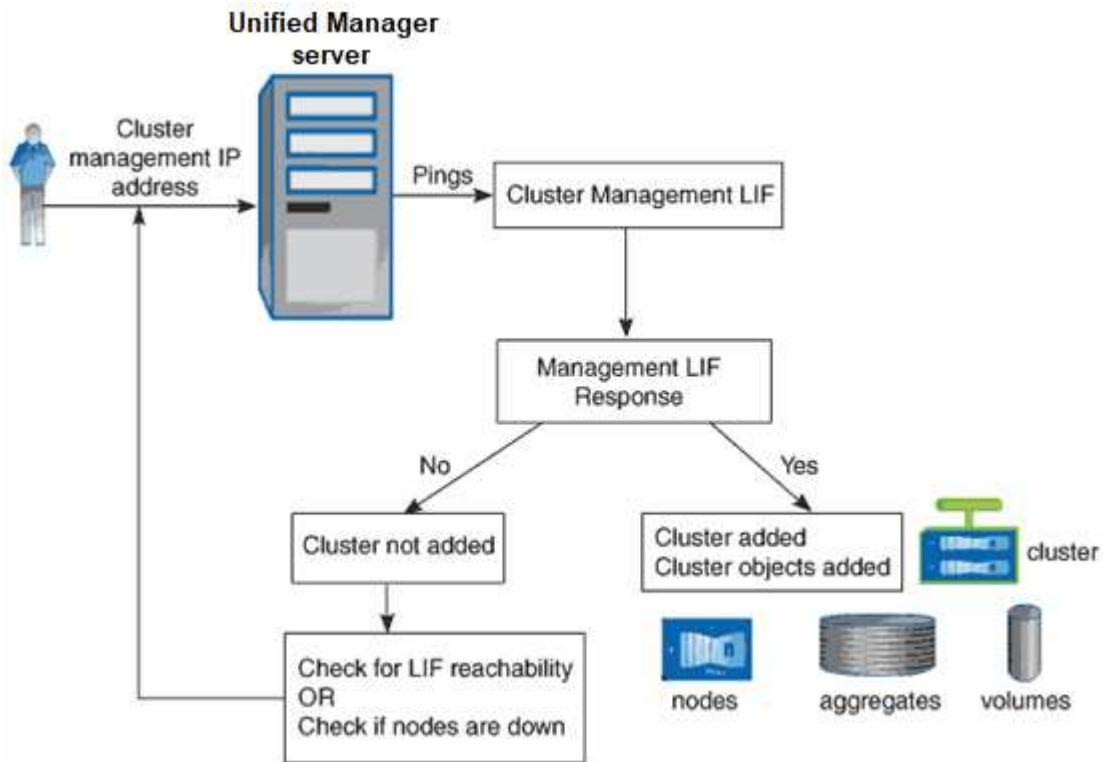 Unified Manager
server
Cluster
management IP
address
Pings
Cluster Management LIF
Management LIF
Response
No
Yes
Cluster not added
Cluster added
Cluster objects added
cluster
Check for LIF reachability
OR
Check if nodes are down
nodes
aggregates
volumes